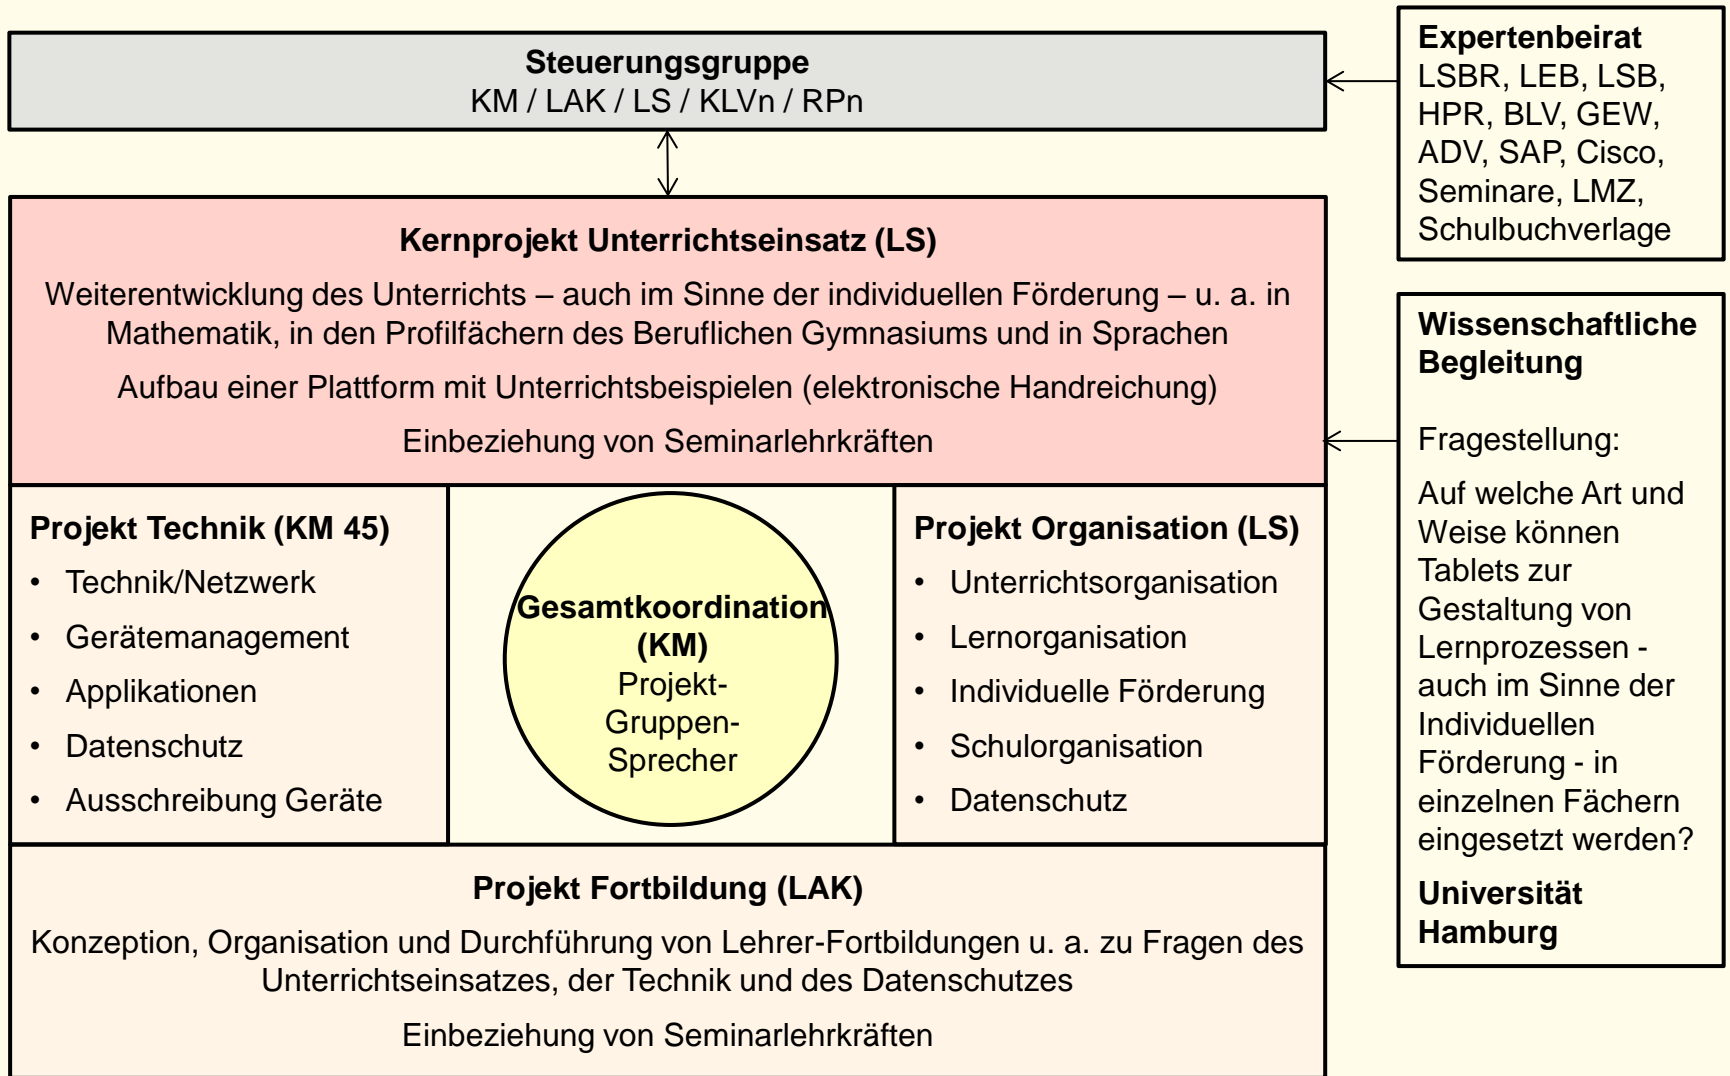 Steuerungsgruppe
KM / LAK / LS / KLVn / RPn
Expertenbeirat
LSBR, LEB, LSB,
HPR, BLV, GEW,
ADV, SAP, Cisco,
Seminare, LMZ,
Schulbuchverlage
Kernprojekt Unterrichtseinsatz (LS)
Weiterentwicklung des Unterrichts – auch im Sinne der individuellen Förderung – u. a. in
Mathematik, in den Profilfächern des Beruflichen Gymnasiums und in Sprachen
Aufbau einer Plattform mit Unterrichtsbeispielen (elektronische Handreichung)
Einbeziehung von Seminarlehrkräften
Wissenschaftliche
Begleitung
Fragestellung:
Auf welche Art und
Weise können
Tablets zur
Gestaltung von
Lernprozessen -
auch im Sinne der
Individuellen
Förderung - in
einzelnen Fächern
eingesetzt werden?
Universität
Hamburg
Projekt Technik (KM 45)
• Technik/Netzwerk
• Gerätemanagement
• Applikationen
• Datenschutz
• Ausschreibung Geräte
Gesamtkoordination
(KM)
Projekt-
Gruppen-
Sprecher
Projekt Organisation (LS)
• Unterrichtsorganisation
• Lernorganisation
• Individuelle Förderung
• Schulorganisation
• Datenschutz
Projekt Fortbildung (LAK)
Konzeption, Organisation und Durchführung von Lehrer-Fortbildungen u. a. zu Fragen des
Unterrichtseinsatzes, der Technik und des Datenschutzes
Einbeziehung von Seminarlehrkräften